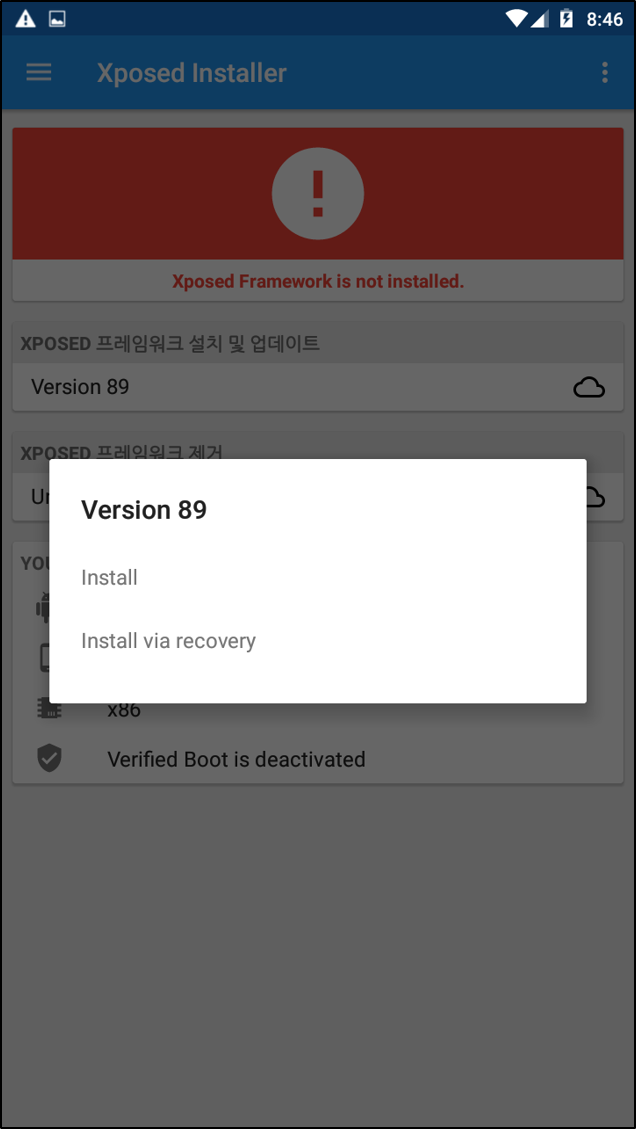 8:46
Xposed Installer
Xposed Framework is not installed.
XPOSED 프레임워크 설치 및 업데이트
Version 89
XPOSED 프레임워크 제거
Version 89
Install
Install via recovery
x86
Verified Boot is deactivated